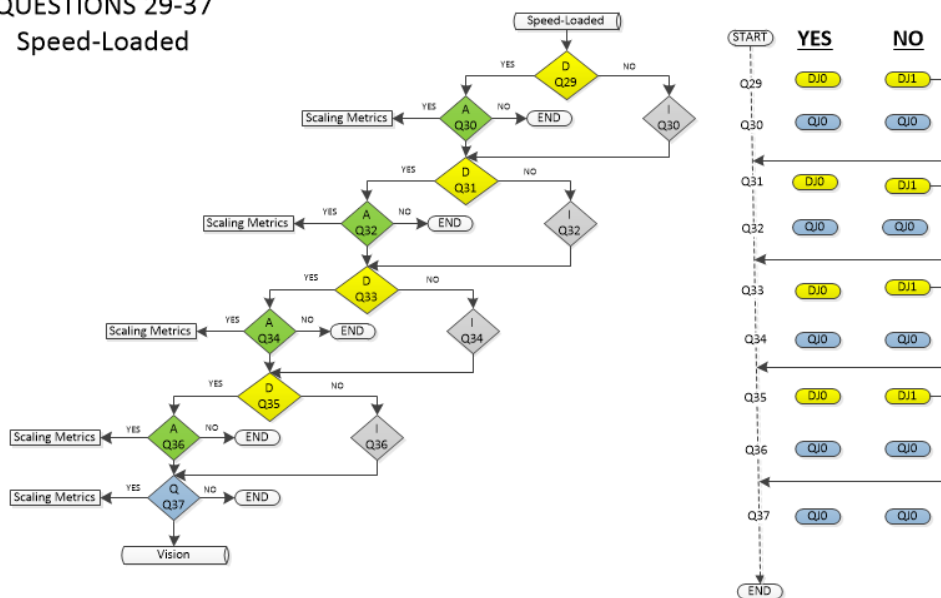 QUESTIONS 29-37
Speed-Loaded
Speed-Loaded
YES
D
Q29
NO
YES
A
Q30
NO
Scaling Metrics
END
I
Q30
YES
D
Q31
NO
YES
A
Q32
NO
Scaling Metrics
END
I
Q32
YES
D
Q33
NO
YES
A
Q34
NO
Scaling Metrics
END
I
Q34
YES
D
Q35
NO
YES
A
Q36
NO
Scaling Metrics
END
I
Q36
YES
Q
Q37
NO
Scaling Metrics
END
Vision
START YES NO
Q29 DJ0 DJ1
Q30 QJ0 QJ0
Q31 DJ0 DJ1
Q32 QJ0 QJ0
Q33 DJ0 DJ1
Q34 QJ0 QJ0
Q35 DJ0 DJ1
Q36 QJ0 QJ0
Q37 QJ0 QJ0
END